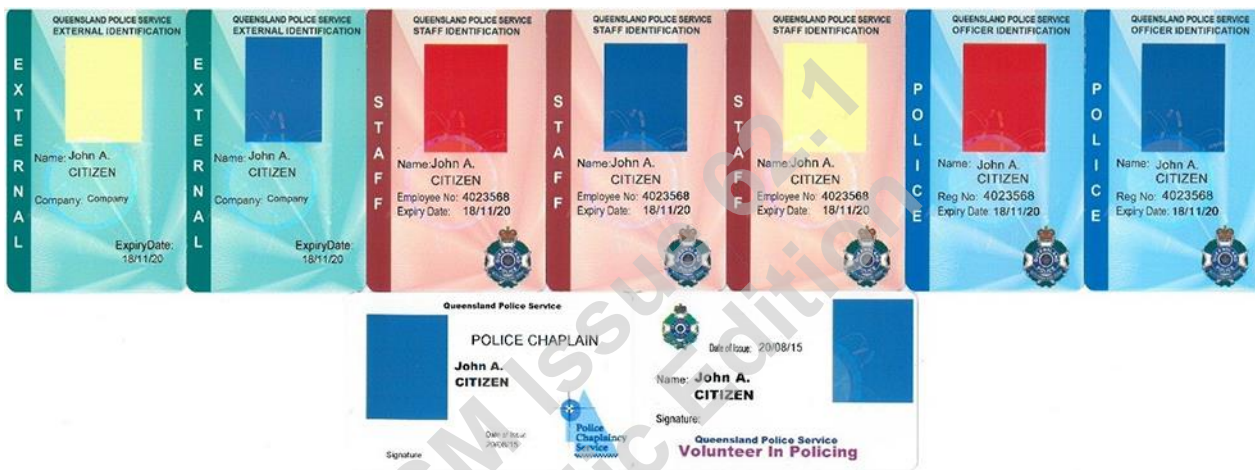 QUEENSLAND POLICE SERVICE
EXTERNAL IDENTIFICATION
EXTERNAL
Name: John A.
CITIZEN
Company: Company
ExpiryDate:
18/11/20
QUEENSLAND POLICE SERVICE
EXTERNAL IDENTIFICATION
EXTERNAL
Name: John A.
CITIZEN
Company: Company
ExpiryDate:
18/11/20
QUEENSLAND POLICE SERVICE
STAFF IDENTIFICATION
STAFF
Name:John A.
CITIZEN
Employee No: 4023568
Expiry Date: 18/11/20
QUEENSLAND POLICE SERVICE
STAFF IDENTIFICATION
STAFF
Name:John A.
CITIZEN
Employee No: 4023568
Expiry Date: 18/11/20
QUEENSLAND POLICE SERVICE
STAFF IDENTIFICATION
STAFF
Name:John A.
CITIZEN
Employee No: 4023568
Expiry Date: 18/11/20
QUEENSLAND POLICE SERVICE
OFFICER IDENTIFICATION
POLICE
Name: John A.
CITIZEN
Reg No: 4023568
Expiry Date: 18/11/20
QUEENSLAND POLICE SERVICE
OFFICER IDENTIFICATION
POLICE
Name: John A.
CITIZEN
Reg No: 4023568
Expiry Date: 18/11/20
Queensland Police Service
POLICE CHAPLAIN
John A.
CITIZEN
Date of Issue
20/08/15
Signature
Police
Chaplaincy
Service
Date of Issue: 20/08/15
Name: John A.
CITIZEN
Signature:
Queensland Police Service
Volunteer In Policing
SM Issue 62.1
ic Edition